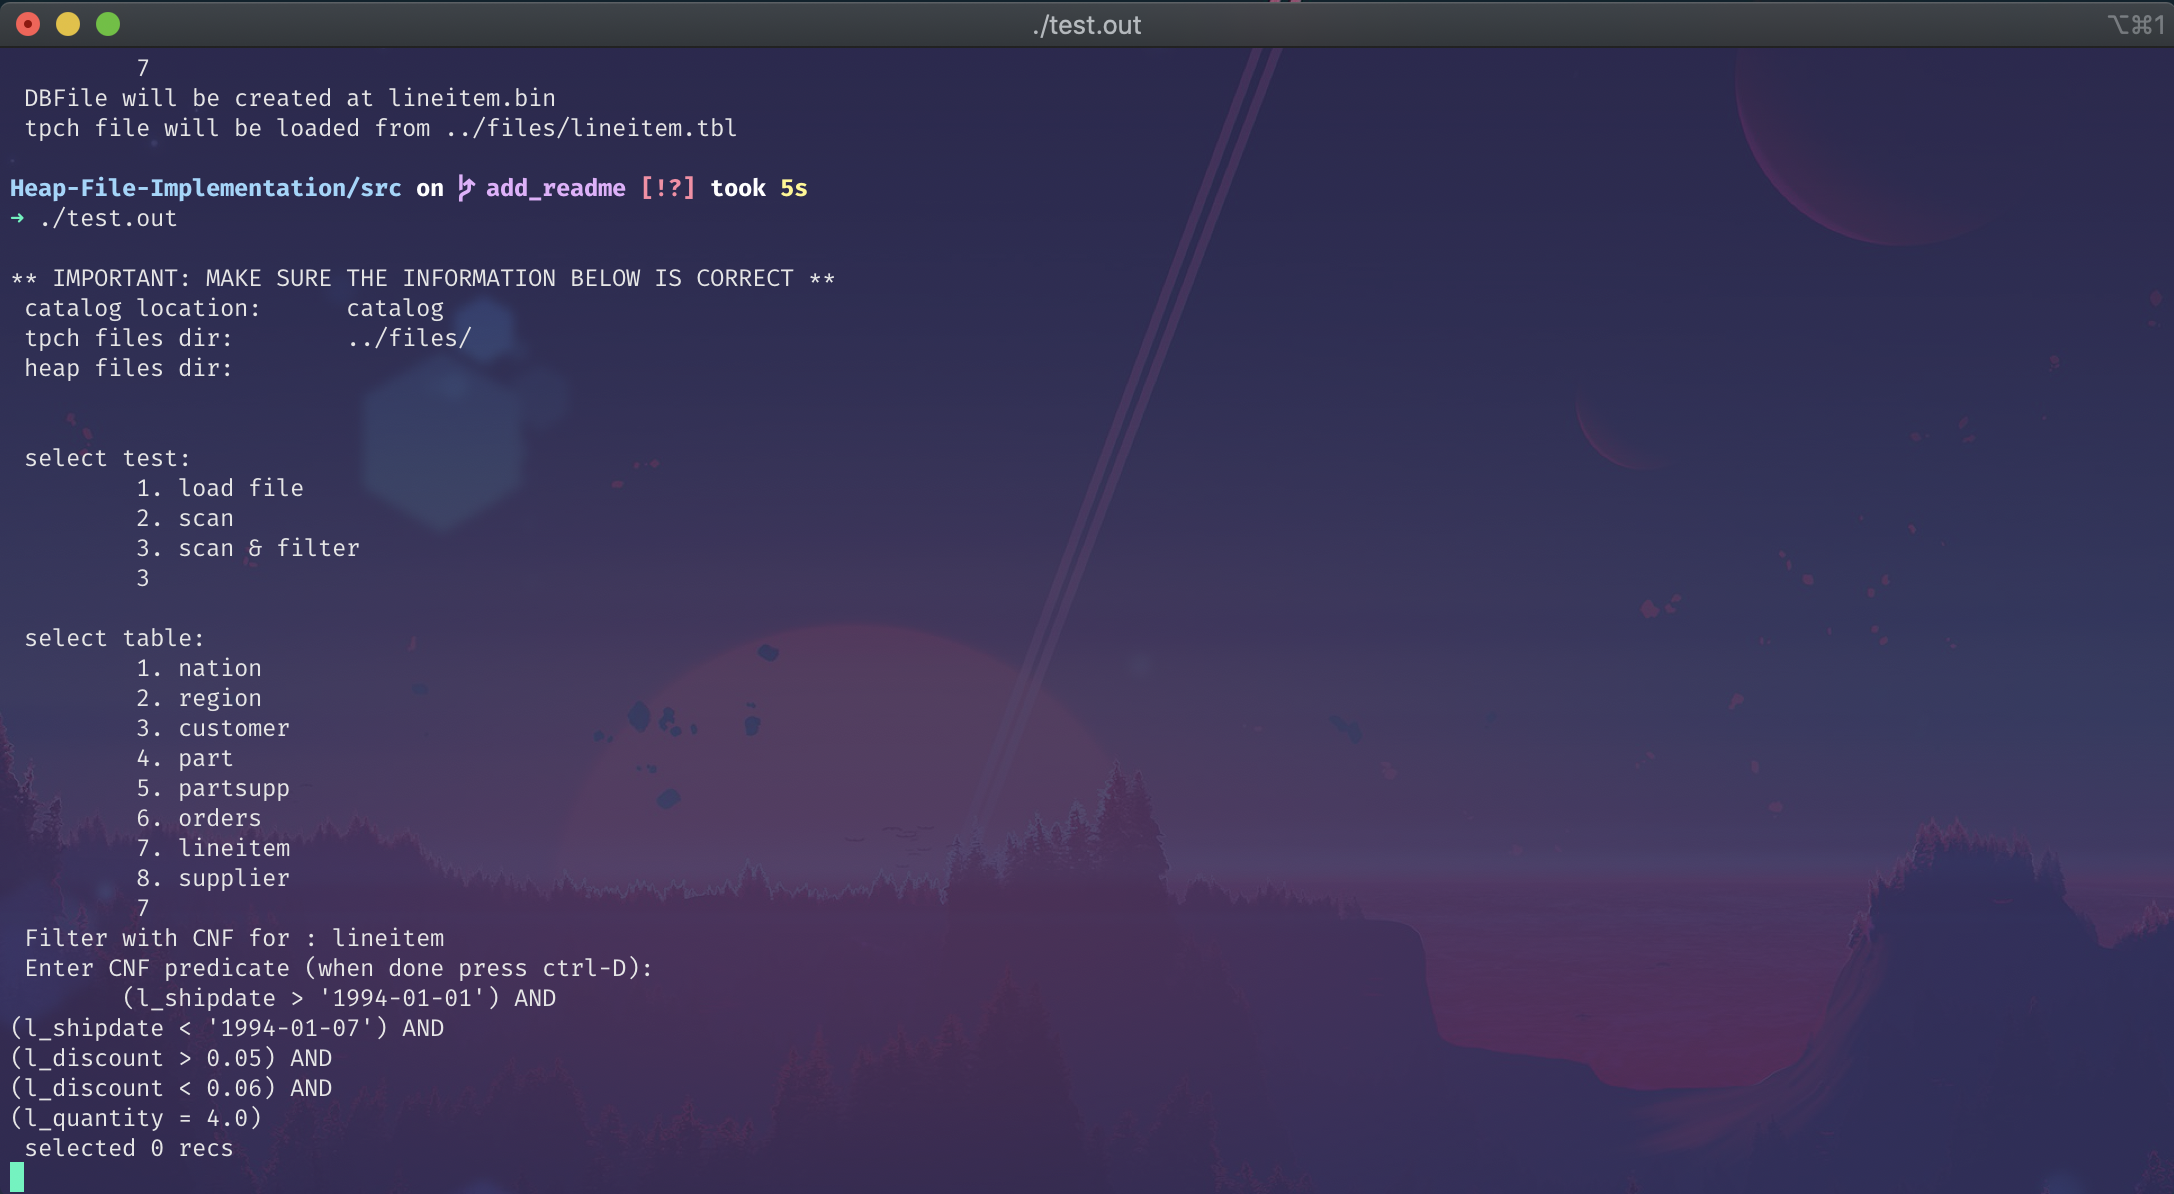 ./test.out
⌥⌘1
7
DBFile will be created at lineitem.bin
tpch file will be loaded from ../files/lineitem.tbl
Heap-File-Implementation/src on add_readme [!?] took 5s
➜ ./test.out
** IMPORTANT: MAKE SURE THE INFORMATION BELOW IS CORRECT **
catalog location: catalog
tpch files dir: ../files/
heap files dir:
select test:
1. load file
2. scan
3. scan & filter
3
select table:
1. nation
2. region
3. customer
4. part
5. partsupp
6. orders
7. lineitem
8. supplier
7
Filter with CNF for : lineitem
Enter CNF predicate (when done press ctrl-D):
(l_shipdate > '1994-01-01') AND
(l_shipdate < '1994-01-07') AND
(l_discount > 0.05) AND
(l_discount < 0.06) AND
(l_quantity = 4.0)
selected 0 recs